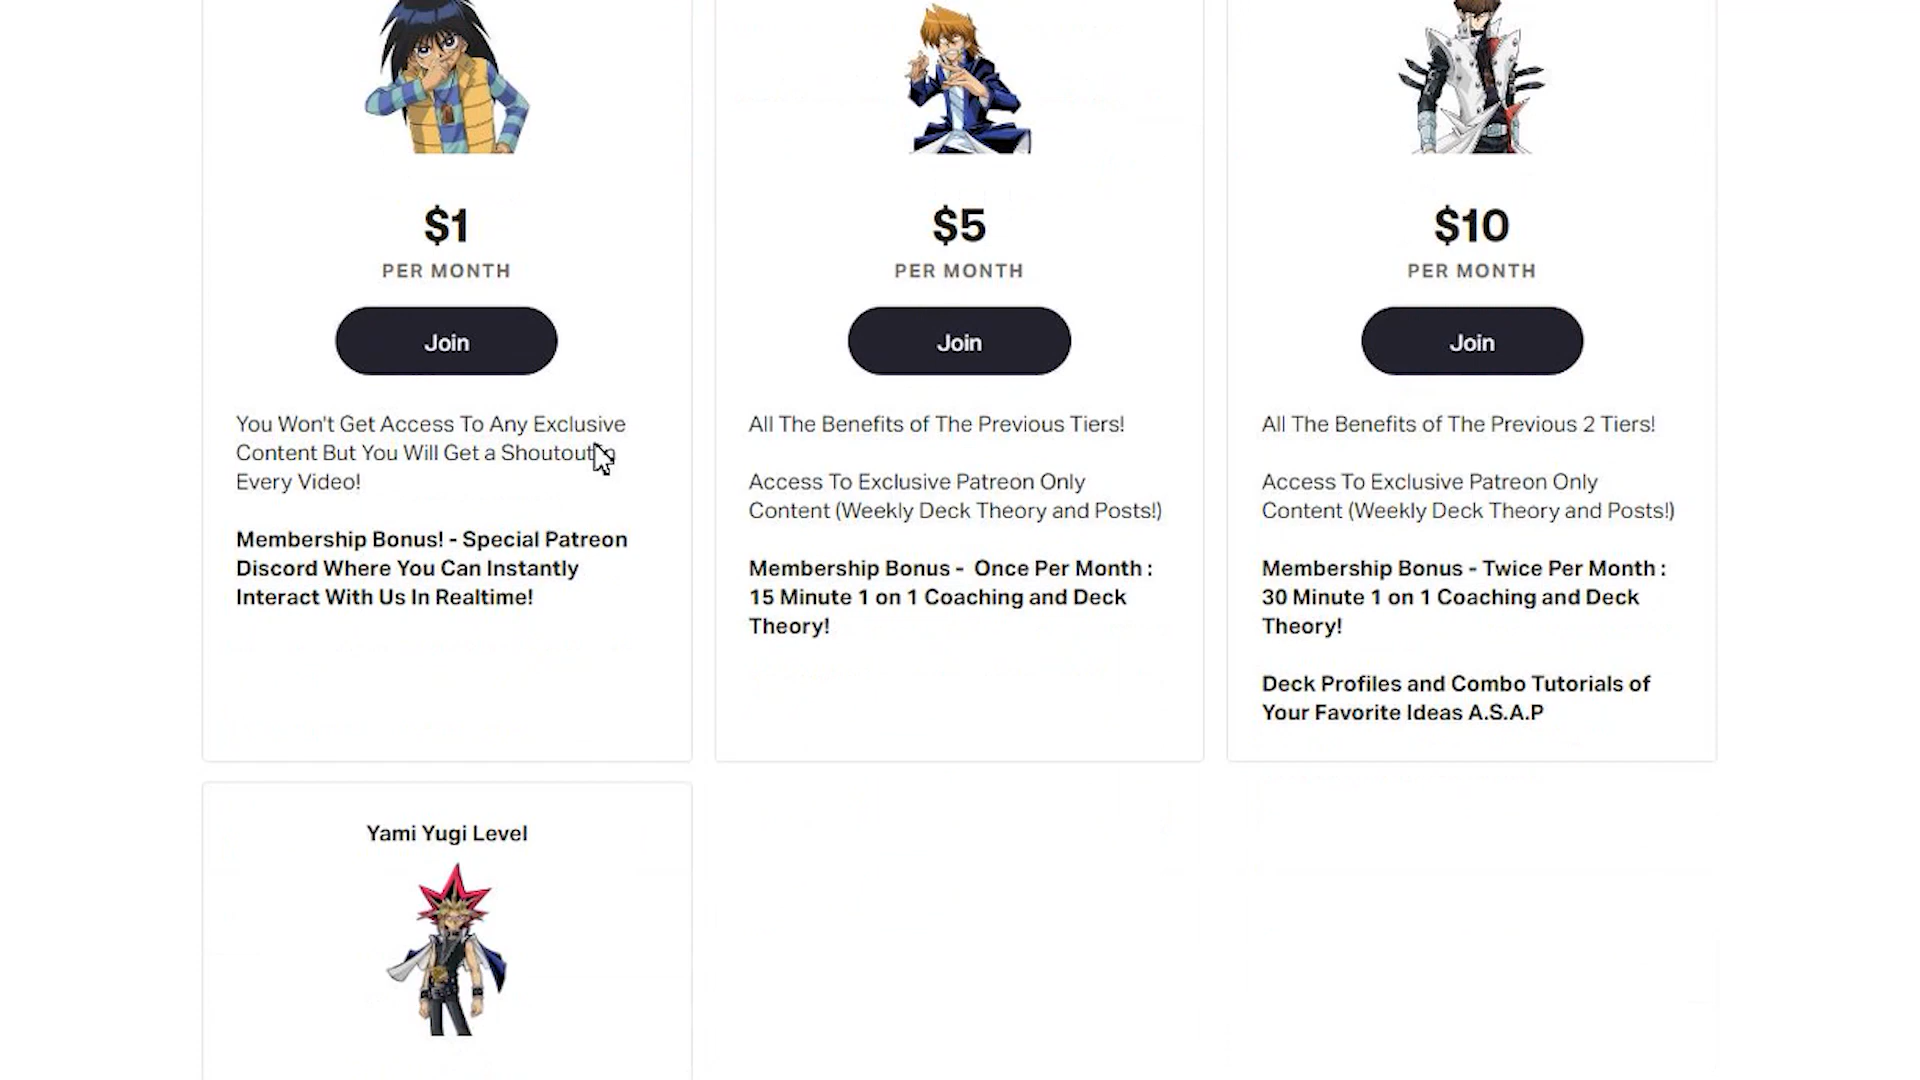 $1
PER MONTH
Join
You Won't Get Access To Any Exclusive
Content But You Will Get a Shoutout
Every Video!
Membership Bonus! - Special Patreon
Discord Where You Can Instantly
Interact With Us In Realtime!
$5
PER MONTH
Join
All The Benefits of The Previous Tiers!
Access To Exclusive Patreon Only
Content (Weekly Deck Theory and Posts!)
Membership Bonus -  Once Per Month :
15 Minute 1 on 1 Coaching and Deck
Theory!
$10
PER MONTH
Join
All The Benefits of The Previous 2 Tiers!
Access To Exclusive Patreon Only
Content (Weekly Deck Theory and Posts!)
Membership Bonus - Twice Per Month :
30 Minute 1 on 1 Coaching and Deck
Theory!
Deck Profiles and Combo Tutorials of
Your Favorite Ideas A.S.A.P
Yami Yugi Level